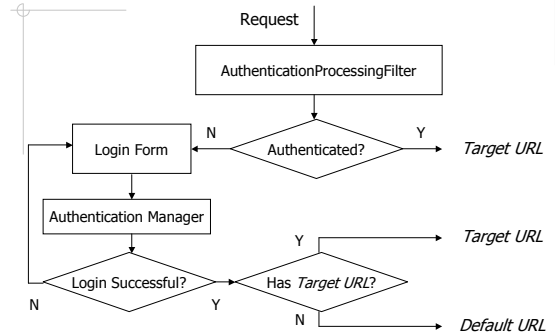 Request
AuthenticationProcessingFilter
N
Y
Login Form
Authenticated?
Target URL
Authentication Manager
Y
Target URL
Login Successful?
Has Target URL?
N
Y
N
Default URL